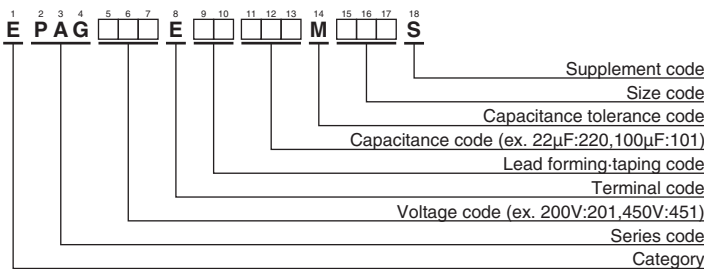 1 2 3 4 5 6 7 8 9 10 11 12 13 14 15 16 17 18
E PAG E M S
Supplement code
Size code
Capacitance tolerance code
Capacitance code (ex. 22μF:220,100μF:101)
Lead forming·taping code
Terminal code
Voltage code (ex. 200V:201,450V:451)
Series code
Category